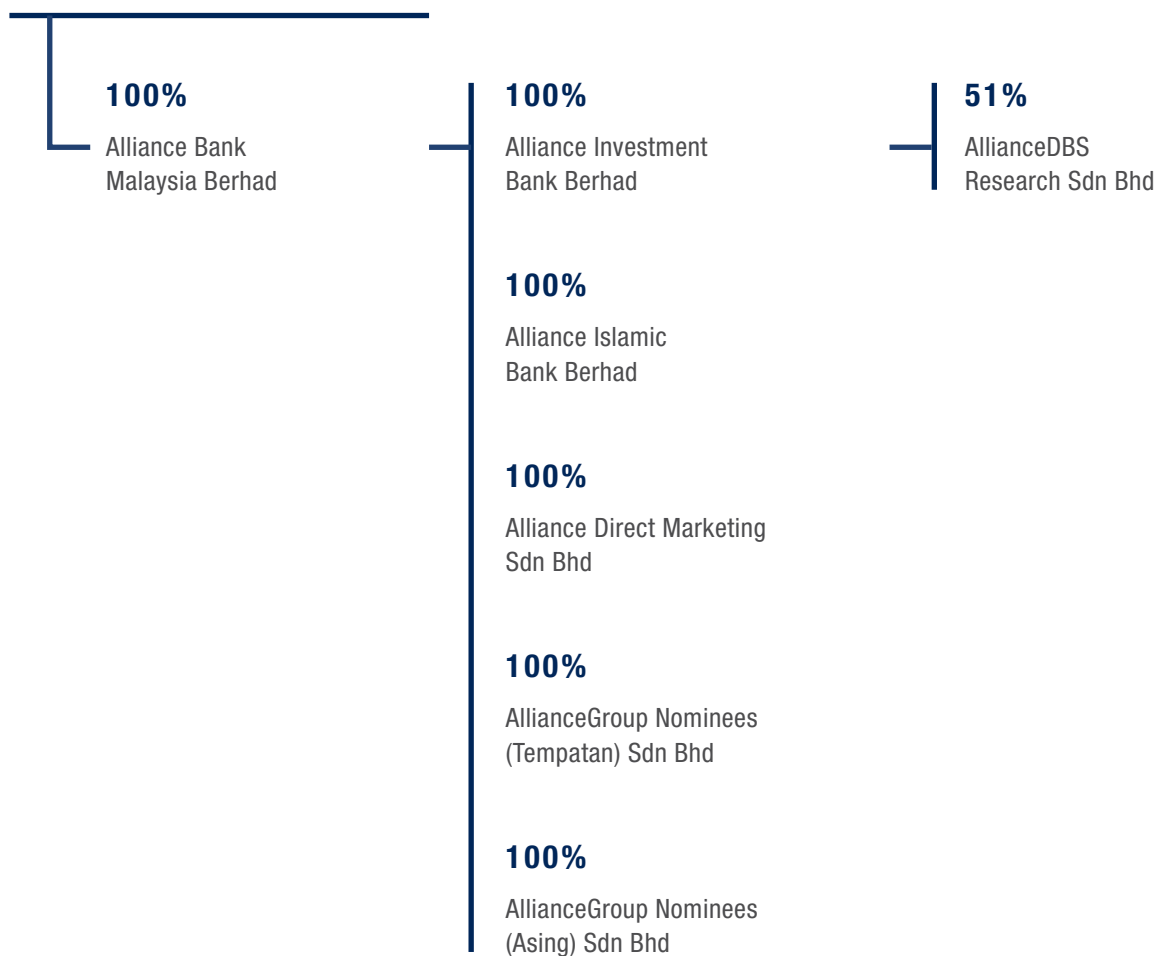 100%
Alliance Bank
Malaysia Berhad
100%
Alliance Investment
Bank Berhad
100%
Alliance Islamic
Bank Berhad
100%
Alliance Direct Marketing
Sdn Bhd
100%
AllianceGroup Nominees
(Tempatan) Sdn Bhd
100%
AllianceGroup Nominees
(Asing) Sdn Bhd
51%
AllianceDBS
Research Sdn Bhd